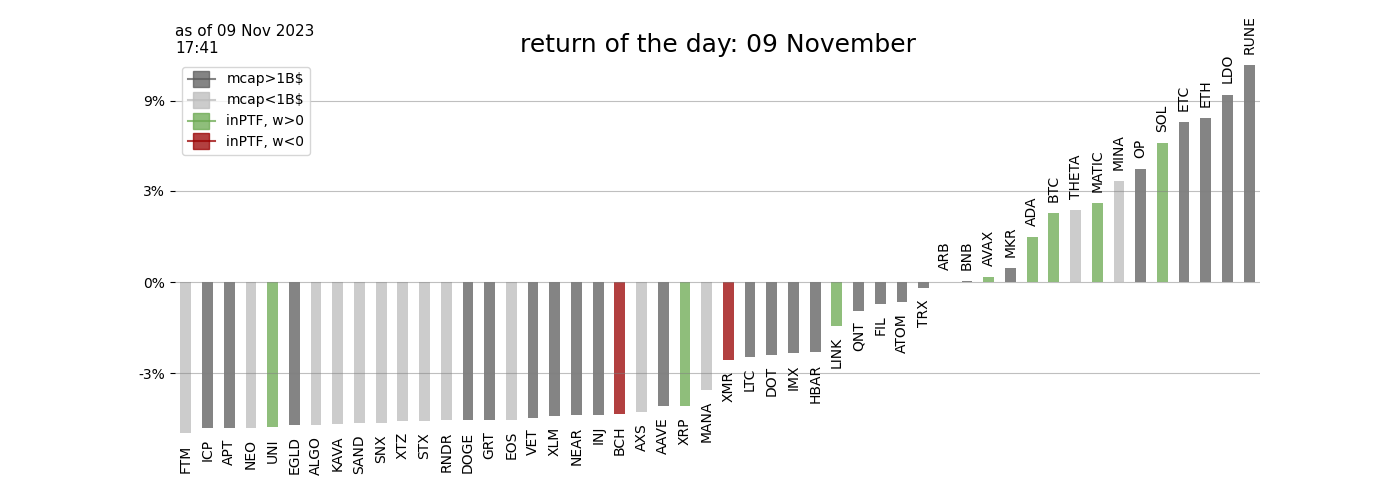 as of 09 Nov 2023
17:41
return of the day: 09 November
mcap>1B$
mcap<1B$
inPTF, w>0
inPTF, w<0
9%
3%
0%
-3%
FTM
ICP
APT
NEO
UNI
EGLD
ALGO
KAVA
SAND
SNX
XTZ
STX
RNDR
DOGE
GRT
EOS
VET
XLM
NEAR
INJ
BCH
AXS
AAVE
XRP
MANA
XMR
LTC
DOT
IMX
HBAR
LINK
QNT
FIL
ATOM
TRX
ARB
BNB
AVAX
MKR
ADA
BTC
THETA
MATIC
MINA
OP
SOL
ETC
ETH
LDO
RUNE